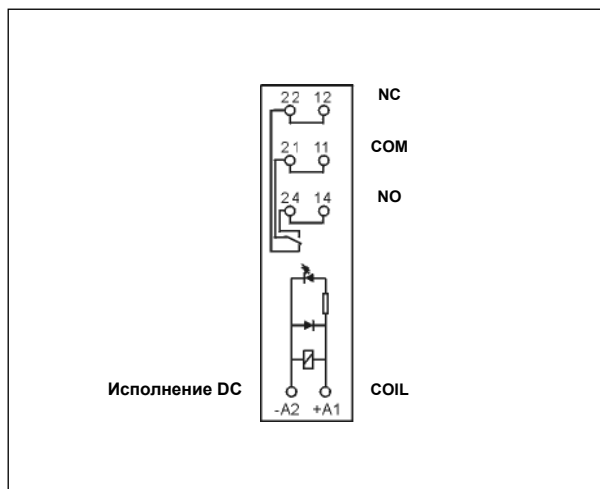 22 12 NC
21 11 COM
24 14 NO
Исполнение DC COIL
-A2 +A1